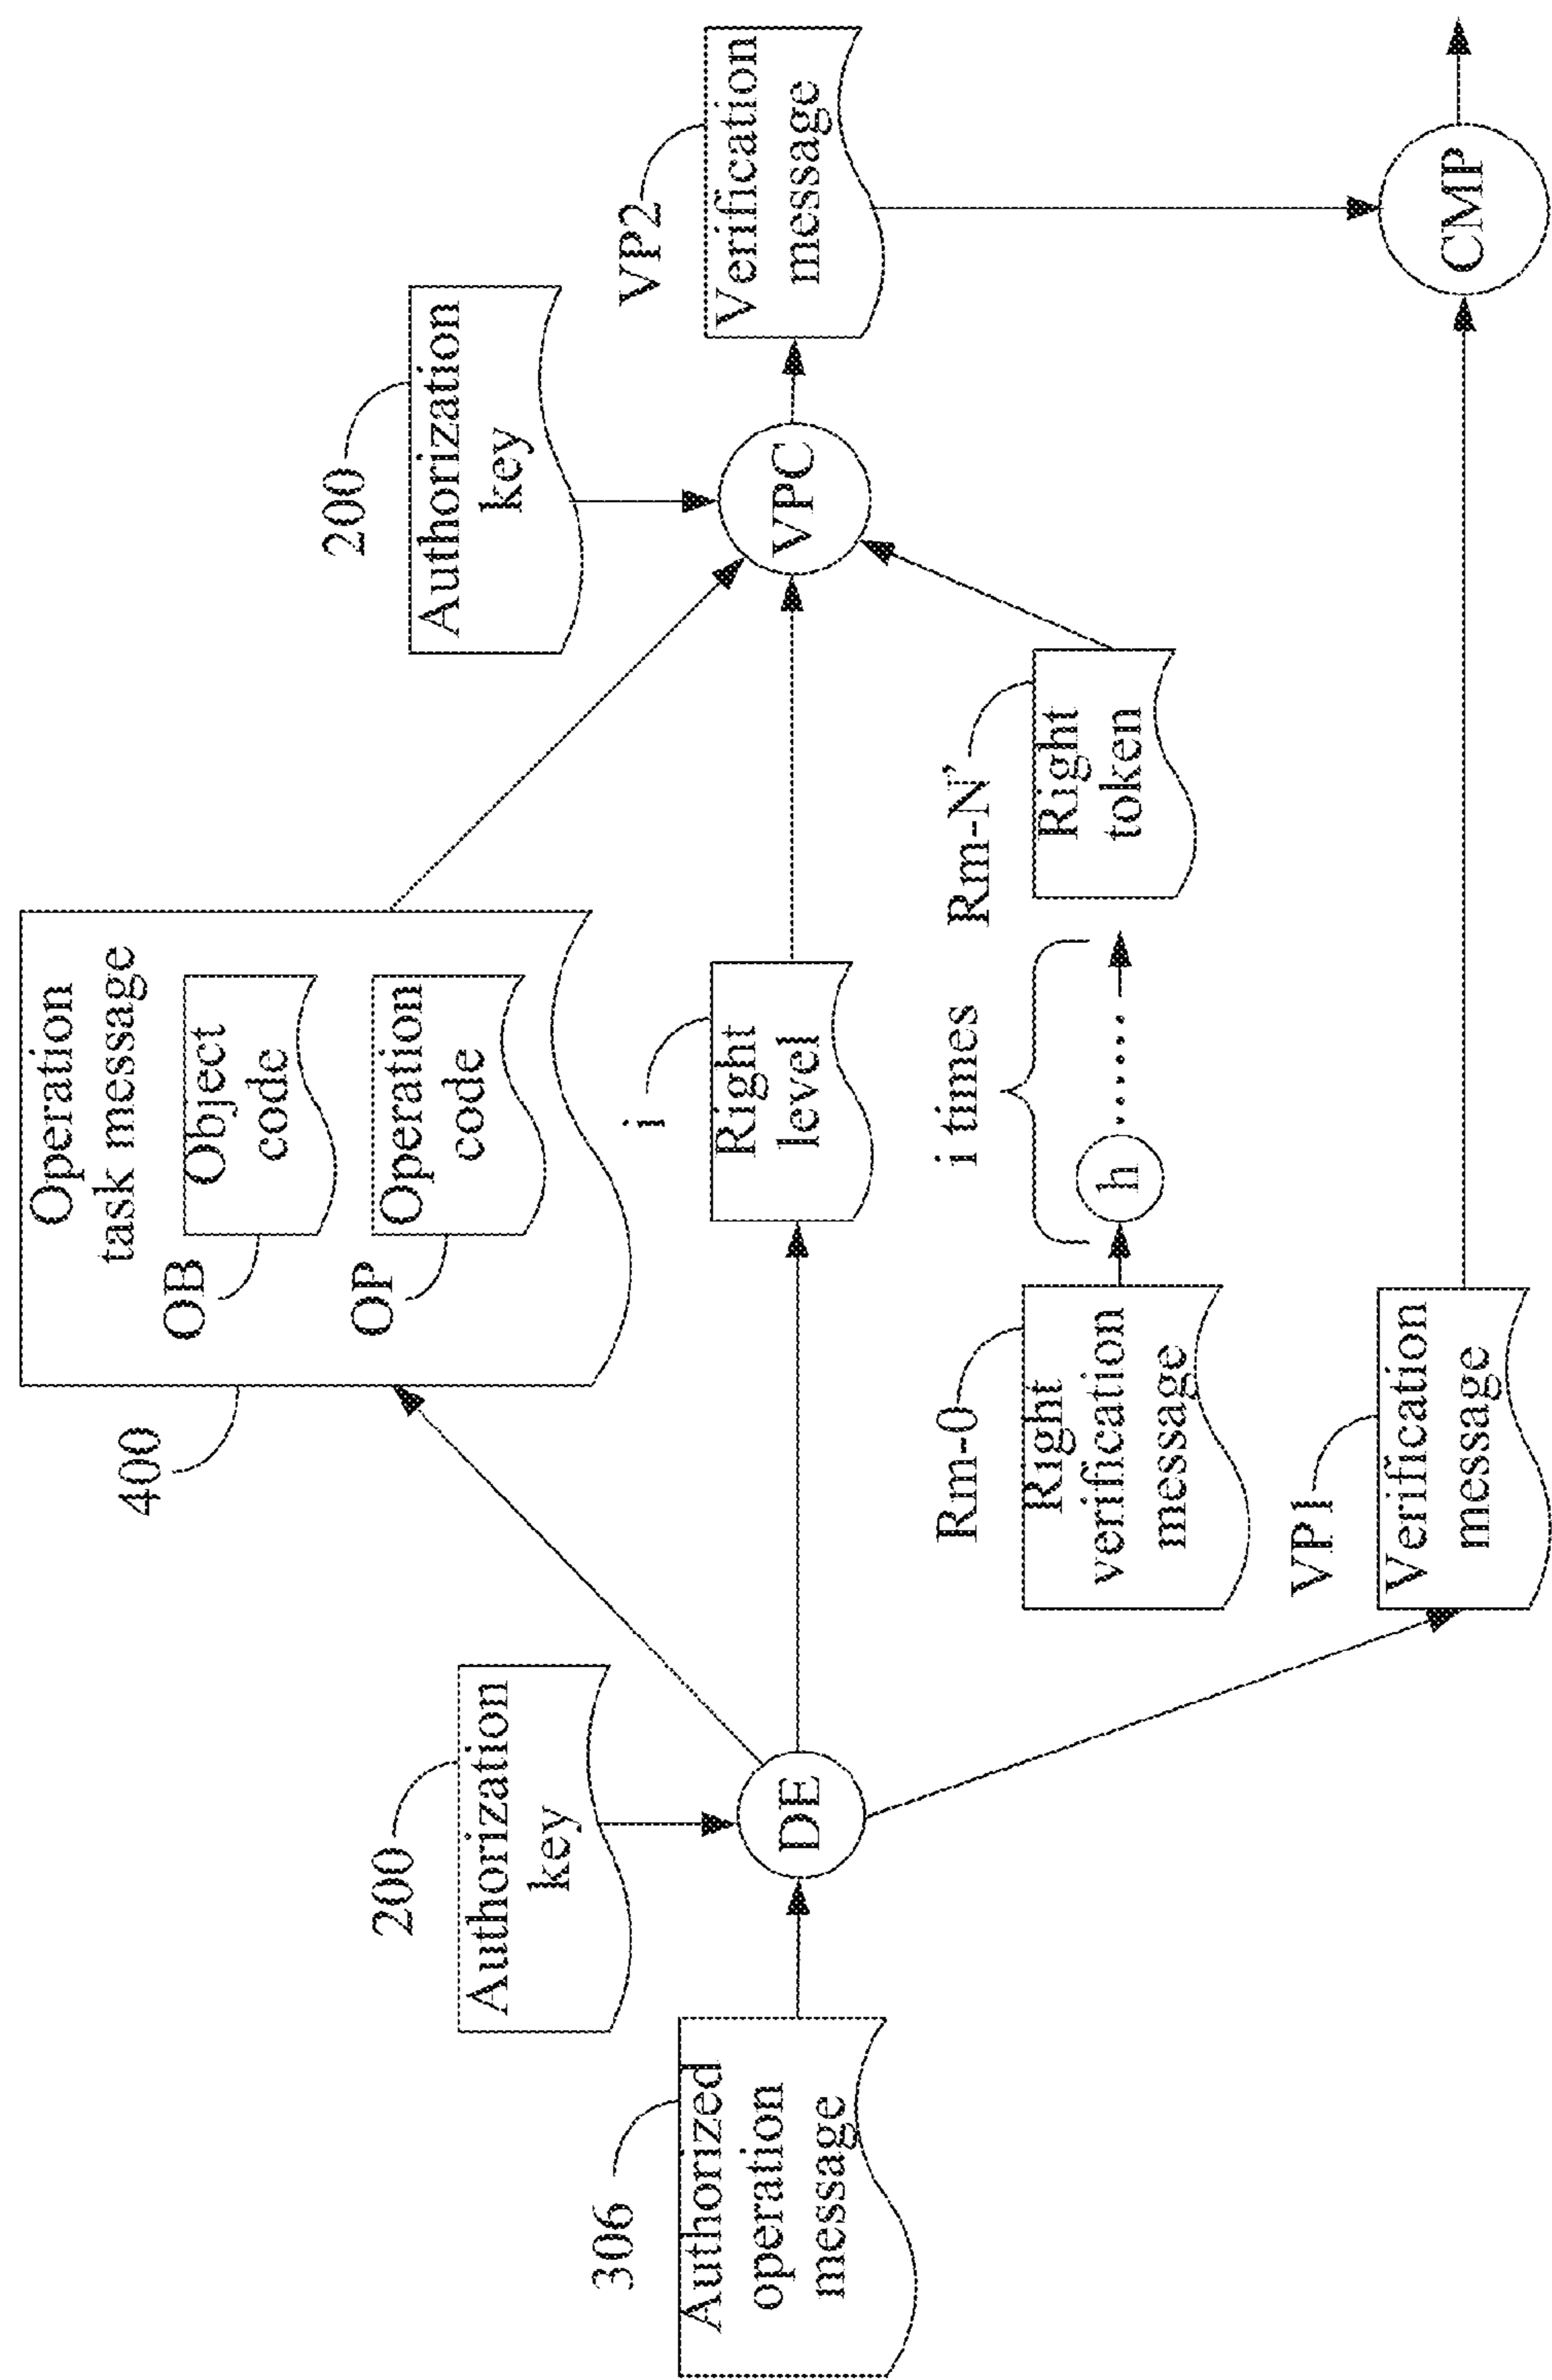 306
Authorized
operation
message
200
Authorization
key
DE
400
Operation
task message
OB
Object
code
OP
Operation
code
i
Right
level
Rm-0
Right
verification
message
h
......
i times
Rm-N'
Right
token
VP1
Verification
message
200
Authorization
key
VPC
VP2
Verification
message
CMP